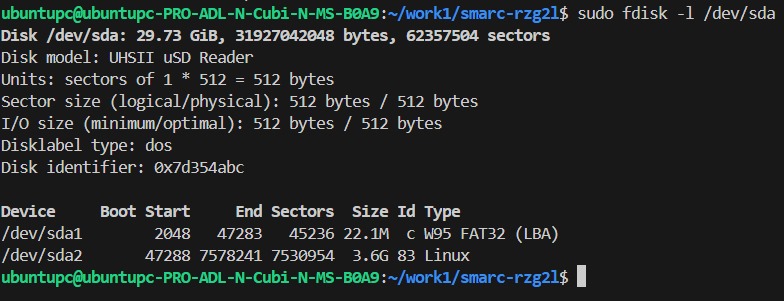 ubuntupc@ubuntupc-PRO-ADL-N-Cubi-N-MS-B0A9:~/work1/smarc-rzg2l$ sudo fdisk -l /dev/sda
Disk /dev/sda: 29.73 GiB, 31927042048 bytes, 62357504 sectors
Disk model: UHSII uSD Reader
Units: sectors of 1 * 512 = 512 bytes
Sector size (logical/physical): 512 bytes / 512 bytes
I/O size (minimum/optimal): 512 bytes / 512 bytes
Disklabel type: dos
Disk identifier: 0x7d354abc

Device     Boot Start     End Sectors  Size Id Type
/dev/sda1        2048   47283   45236 22.1M  c W95 FAT32 (LBA)
/dev/sda2       47288 7578241 7530954  3.6G 83 Linux
ubuntupc@ubuntupc-PRO-ADL-N-Cubi-N-MS-B0A9:~/work1/smarc-rzg2l$